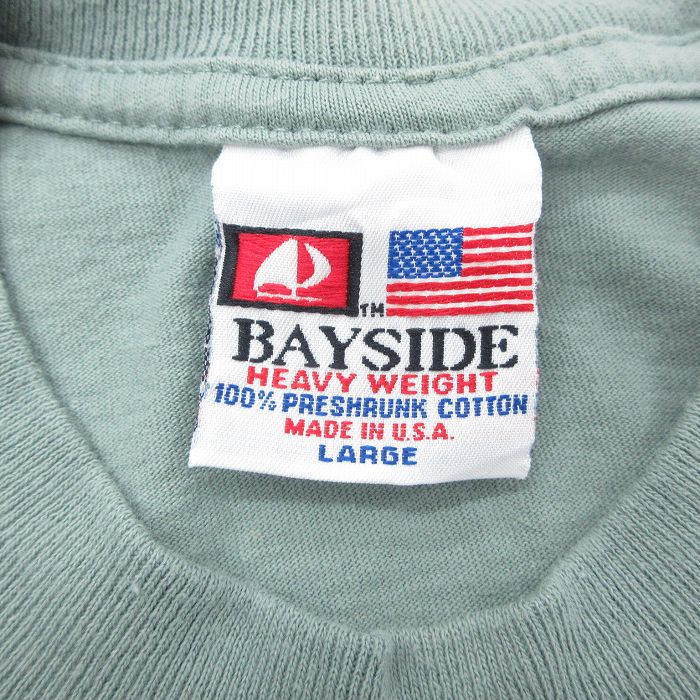 TM
BAYSIDE
HEAVY WEIGHT
100% PRESHRUNK COTTON
MADE IN U.S.A.
LARGE